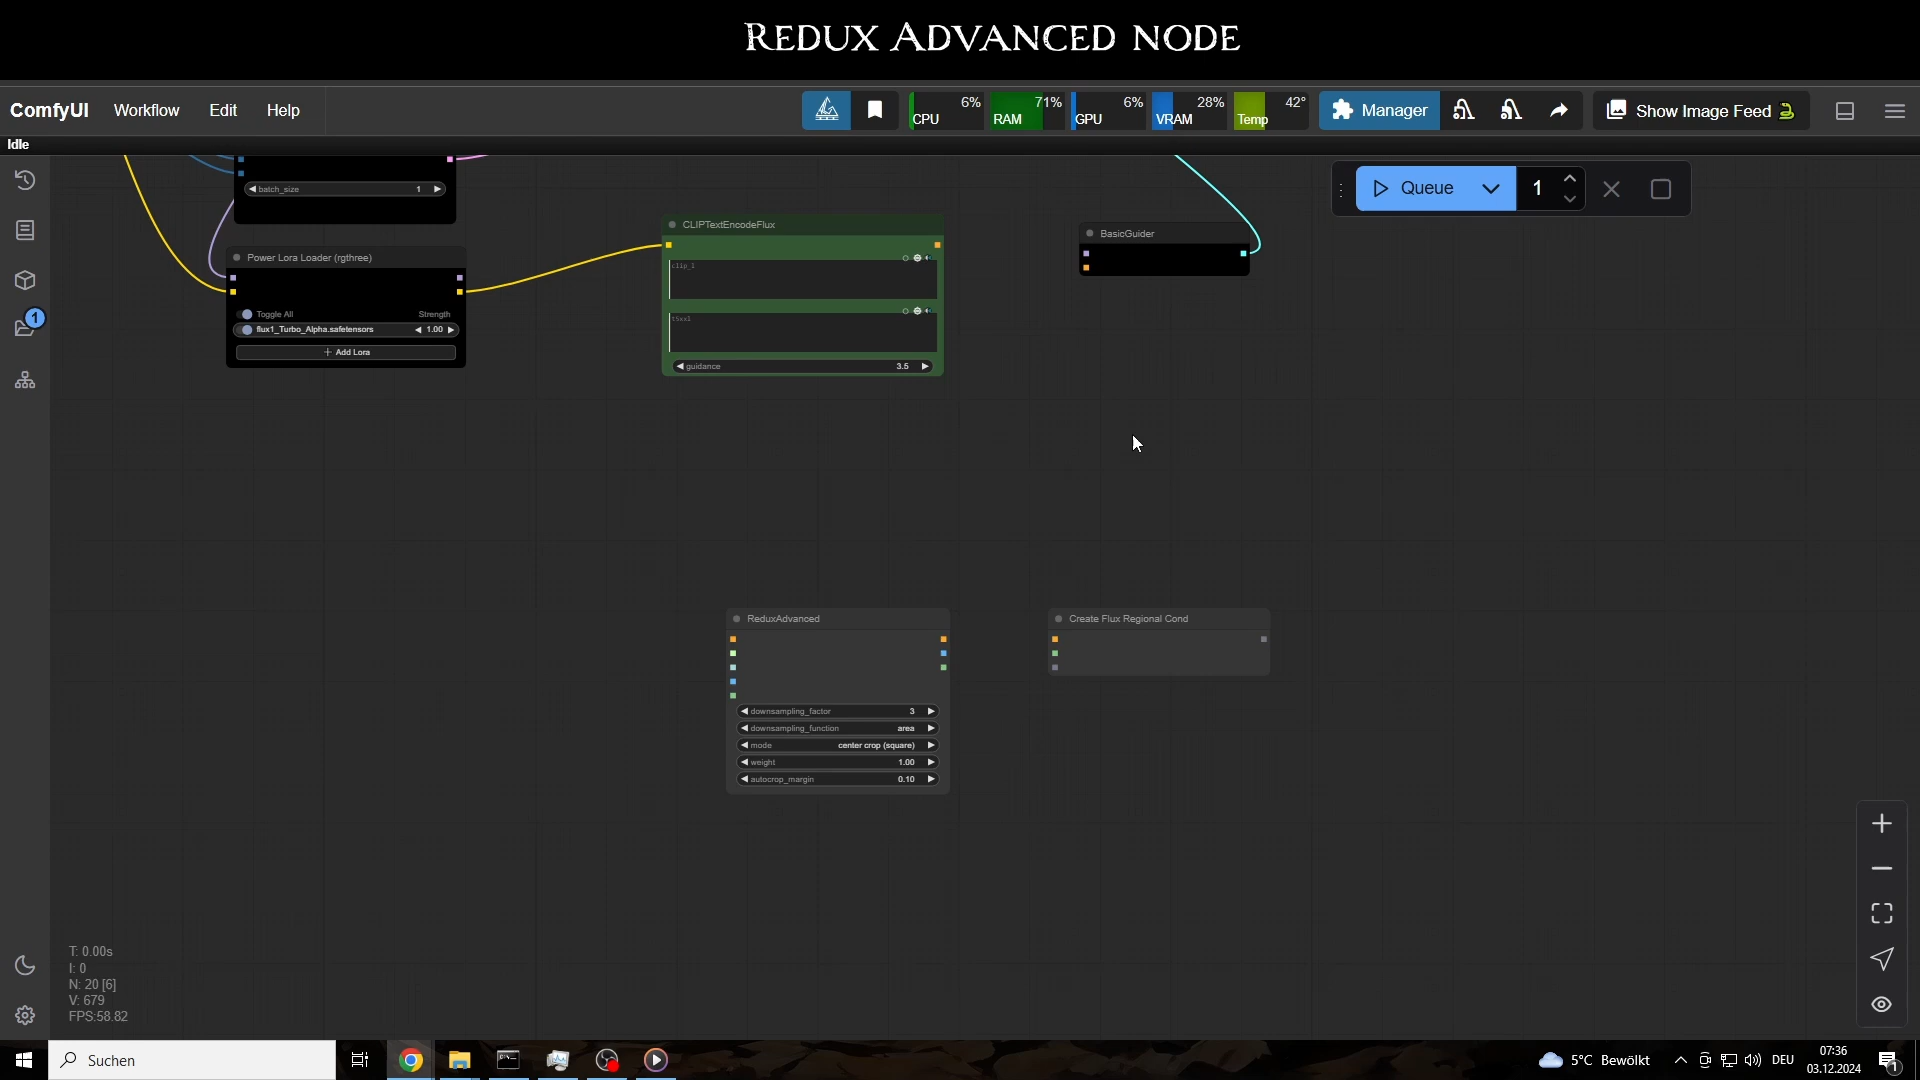 Redux Advanced node
ComfyUI Workflow Edit Help
CPU 6% RAM 71% GPU 6% VRAM 28% Temp 42° Manager Show Image Feed
Idle
Queue 1
batch_size 1
1
Power Lora Loader (rgthree)
Toggle All Strength
flux1_Turbo_Alpha.safetensors 1.00
+ Add Lora
CLIPTextEncodeFlux
clip_l
t5xxl
guidance 3.5
BasicGuider
ReduxAdvanced
downsampling_factor 3
downsampling_function area
mode center crop (square)
weight 1.00
autocrop_margin 0.10
Create Flux Regional Cond
T: 0.00s
I: 0
N: 20 [6]
V: 679
FPS:58.82
Suchen
5°C Bewölkt DEU
07:36
03.12.2024
1